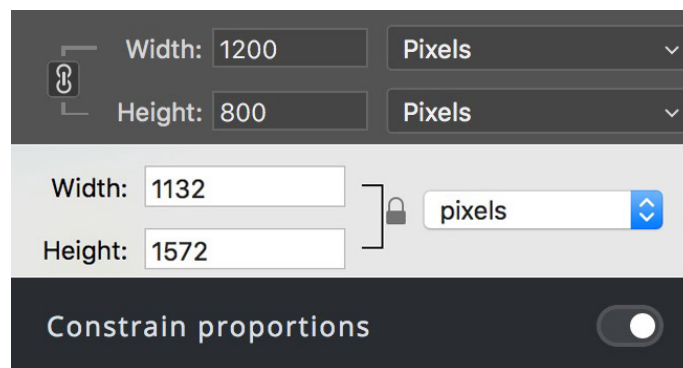 Width: 1200 Pixels
Height: 800 Pixels
Width: 1132
pixels
Height: 1572
Constrain proportions